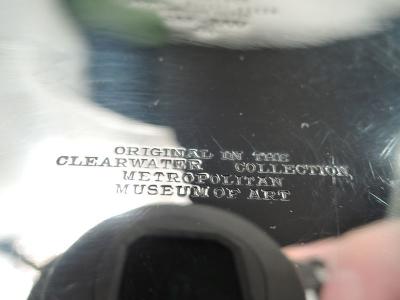 ORIGINAL IN THE
CLEARWATER COLLECTION
METROPOLITAN
MUSEUM OF ART